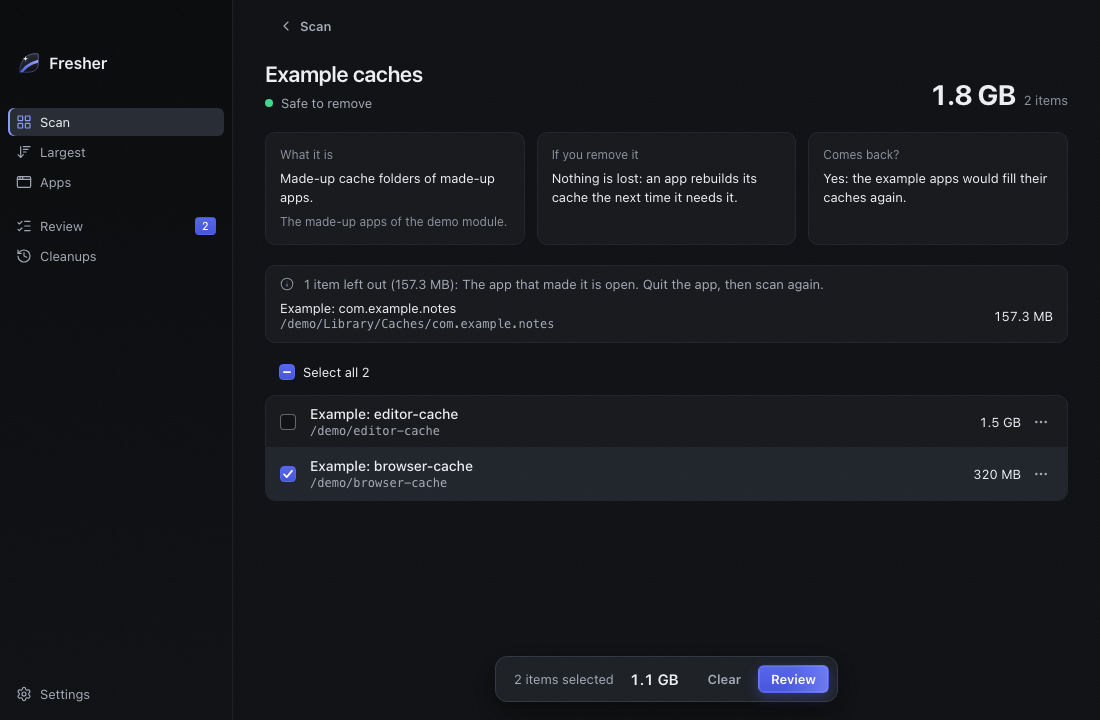 Scan
Fresher
Example caches
Safe to remove
1.8 GB 2 items
Scan
Largest
Apps
Review 2
Cleanups
What it is
Made-up cache folders of made-up
apps.
The made-up apps of the demo module.
If you remove it
Nothing is lost: an app rebuilds its
cache the next time it needs it.
Comes back?
Yes: the example apps would fill their
caches again.
1 item left out (157.3 MB): The app that made it is open. Quit the app, then scan again.
Example: com.example.notes
/demo/Library/Caches/com.example.notes
157.3 MB
Select all 2
Example: editor-cache
/demo/editor-cache
1.5 GB
Example: browser-cache
/demo/browser-cache
320 MB
2 items selected 1.1 GB Clear Review
Settings